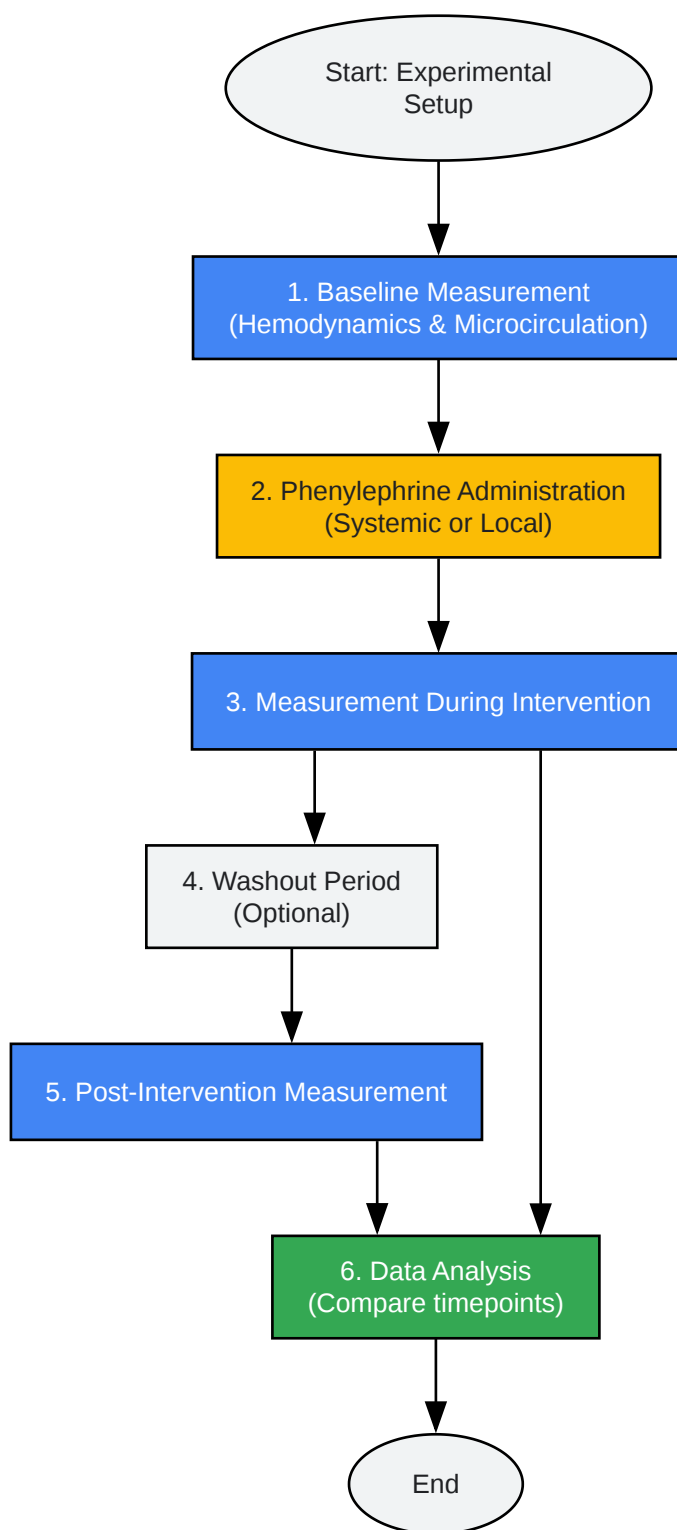 Start: Experimental
Setup
1. Baseline Measurement
(Hemodynamics & Microcirculation)
2. Phenylephrine Administration
(Systemic or Local)
3. Measurement During Intervention
4. Washout Period
(Optional)
5. Post-Intervention Measurement
6. Data Analysis
(Compare timepoints)
End